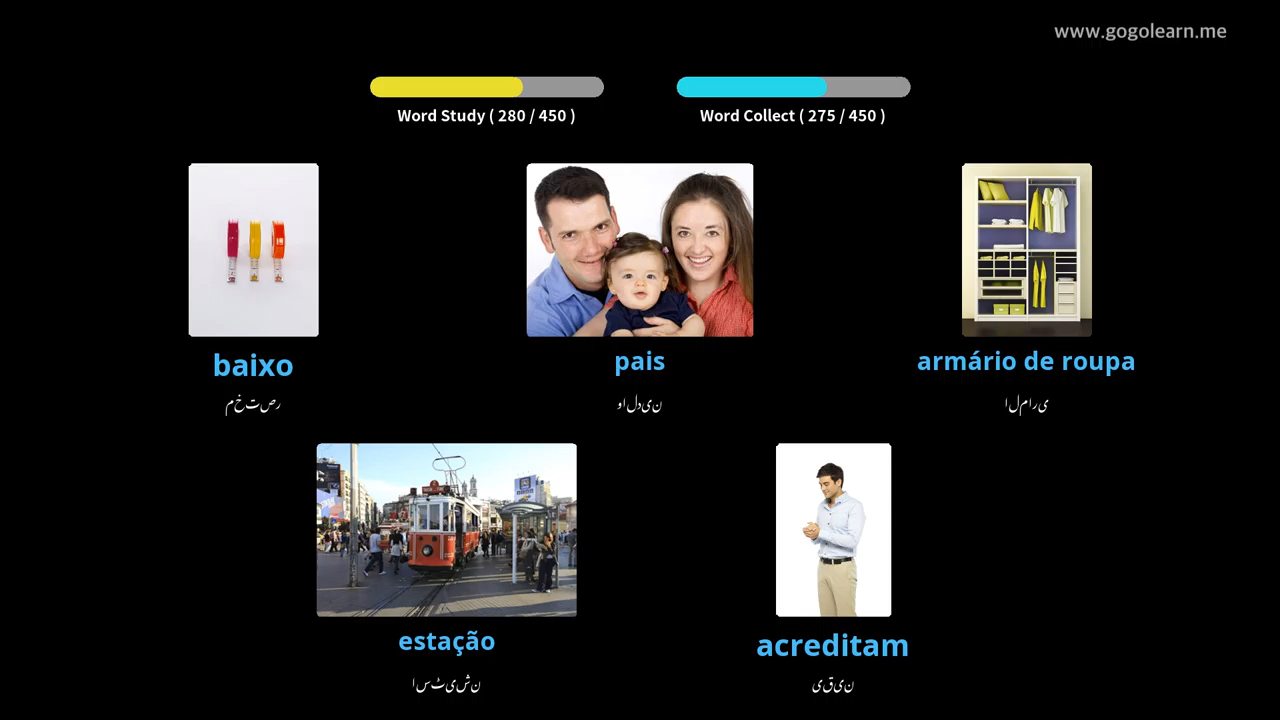 www.gogolearn.me
Word Study ( 280 / 450 )
Word Collect ( 275 / 450 )
baixo
مختصر
pais
والدین
armário de roupa
الماری
estação
اسٹیشن
acreditam
یقین